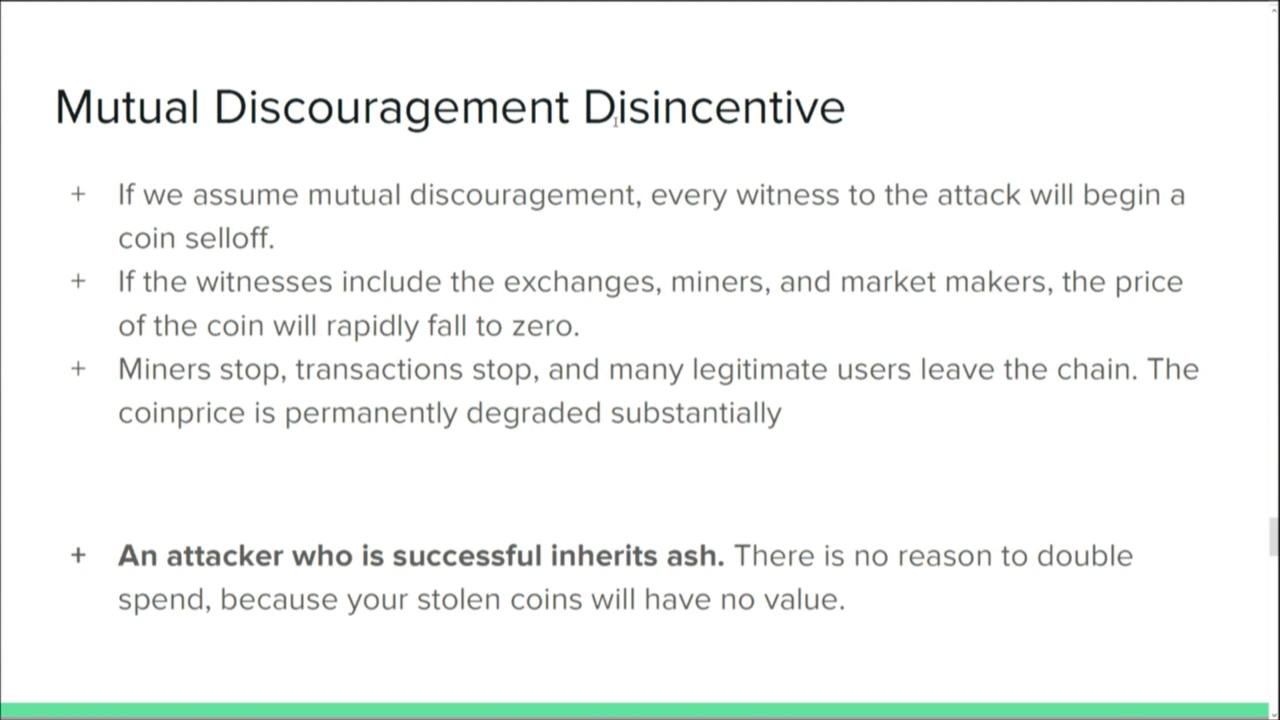 Mutual Discouragement Disincentive
+ If we assume mutual discouragement, every witness to the attack will begin a
coin selloff.
+ If the witnesses include the exchanges, miners, and market makers, the price
of the coin will rapidly fall to zero.
+ Miners stop, transactions stop, and many legitimate users leave the chain. The
coinprice is permanently degraded substantially
+ An attacker who is successful inherits ash. There is no reason to double
spend, because your stolen coins will have no value.